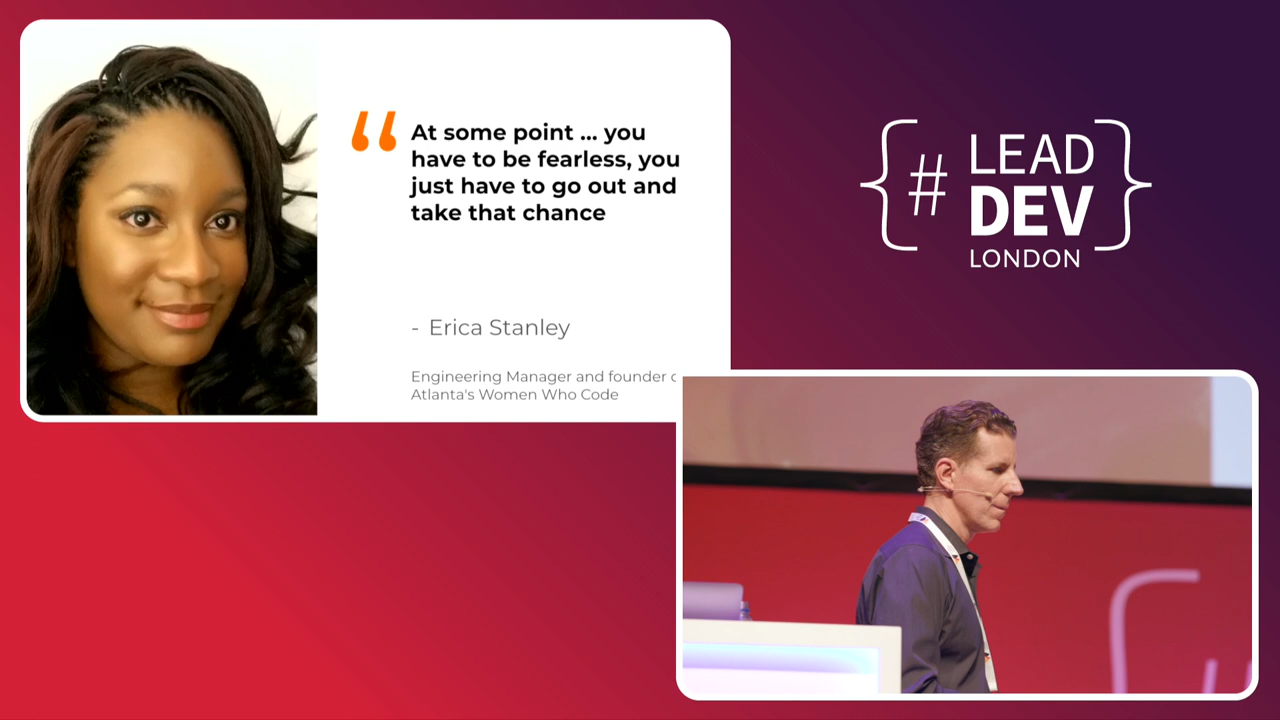 “
At some point ... you
have to be fearless, you
just have to go out and
take that chance
- Erica Stanley
Engineering Manager and founder
Atlanta's Women Who Code
{# LEAD
DEV }
LONDON